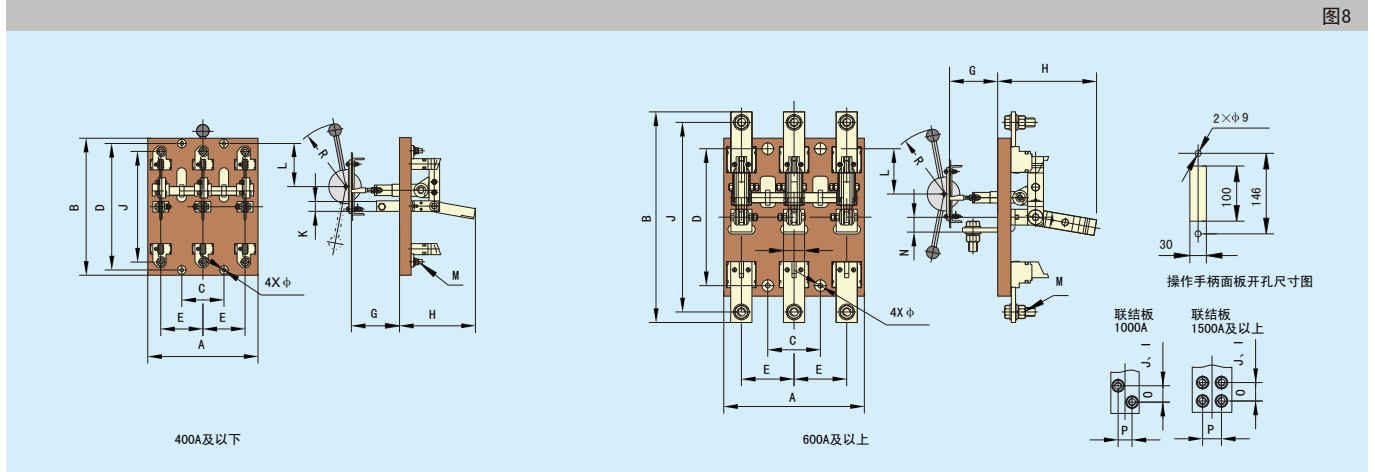 图8
B
D
J
L
K
R
C
E
E
A
4Xφ
G
H
M
400A及以下
B
J
D
L
N
R
C
E
E
A
4Xφ
G
H
M
600A及以上
2×φ9
100
146
30
操作手柄面板开孔尺寸图
联结板
1000A
J、I
O
P
联结板
1500A及以上
J、I
O
P